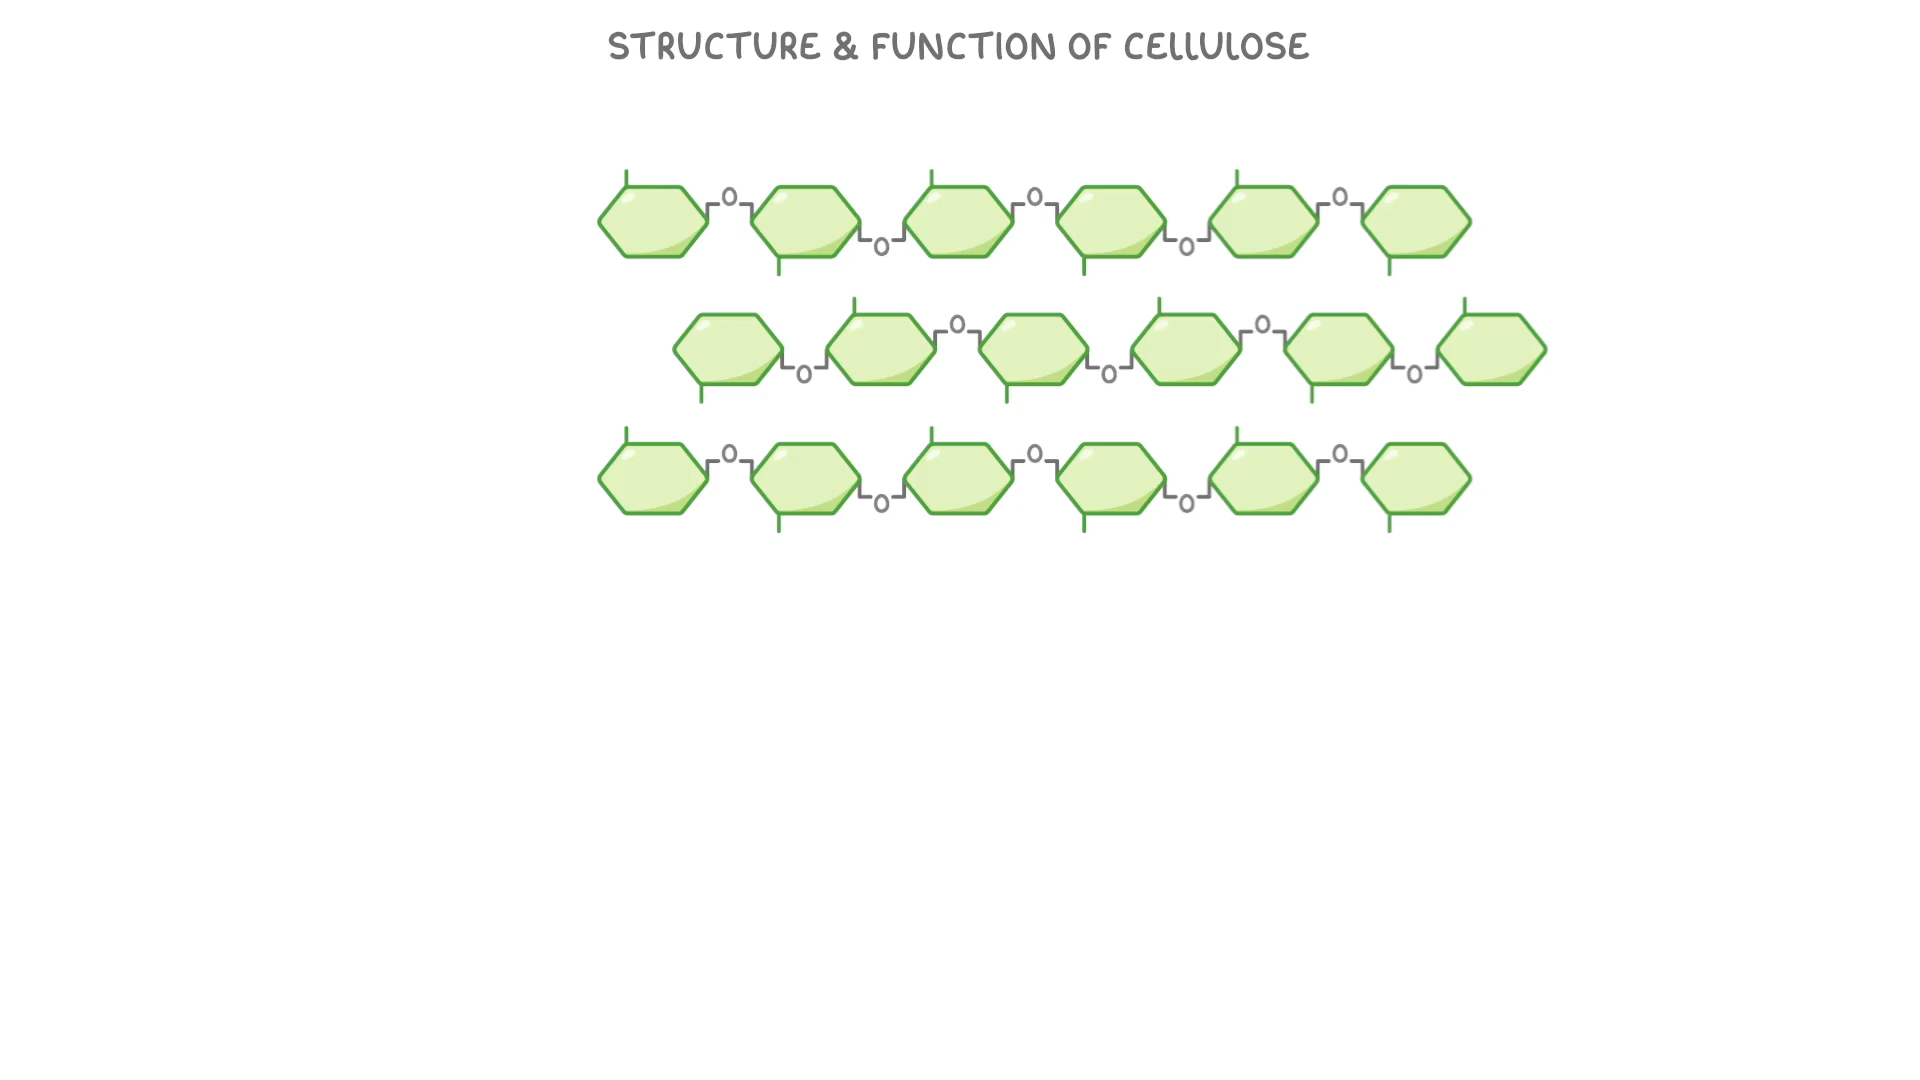 STRUCTURE & FUNCTION OF CELLULOSE
O O O
O O
O O
O O O
O O O
O O